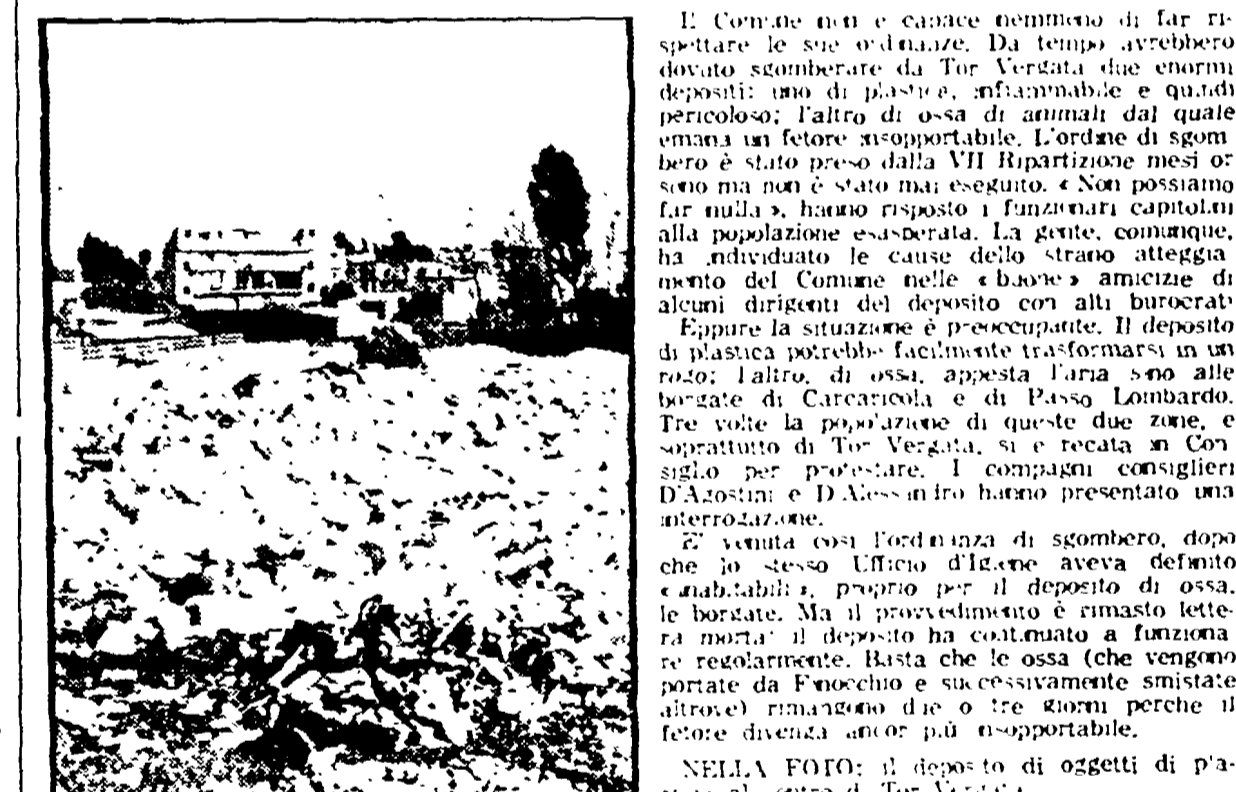 Il Comune non è capace nemmeno di far ri-
spettare le sue ordinanze. Da tempo avrebbero
dovuto sgomberare da Tor Vergata due enormi
depositi: uno di plastica, infiammabile e quindi
pericoloso; l'altro di ossa di animali dal quale
emana un fetore insopportabile. L'ordine di sgom
bero è stato preso dalla VII Ripartizione mesi or
sono ma non è stato mai eseguito. « Non possiamo
far nulla », hanno risposto i funzionari capitolini
alla popolazione esasperata. La gente, comunque,
ha individuato le cause dello strano atteggia
mento del Comune nelle « buone » amicizie di
alcuni dirigenti del deposito con alti burocrati
Eppure la situazione è preoccupante. Il deposito
di plastica potrebbe facilmente trasformarsi in un
rogo; l'altro, di ossa, appesta l'aria sino alle
borgate di Carcaricola e di Passo Lombardo.
Tre volte la popolazione di queste due zone, e
soprattutto di Tor Vergata, si è recata in Con
siglio per protestare. I compagni consiglieri
D'Agostini e D'Alessandro hanno presentato una
interrogazione.
E' venuta così l'ordinanza di sgombero, dopo
che lo stesso Ufficio d'Igiene aveva definito
« inabitabili », proprio per il deposito di ossa,
le borgate. Ma il provvedimento è rimasto lette-
ra morta: il deposito ha continuato a funziona
re regolarmente. Basta che le ossa (che vengono
portate da Finocchio e successivamente smistate
altrove) rimangono due o tre giorni perché il
fetore divenga ancor più insopportabile.
NELLA FOTO: il deposito di oggetti di pla-
di Tor Vergata